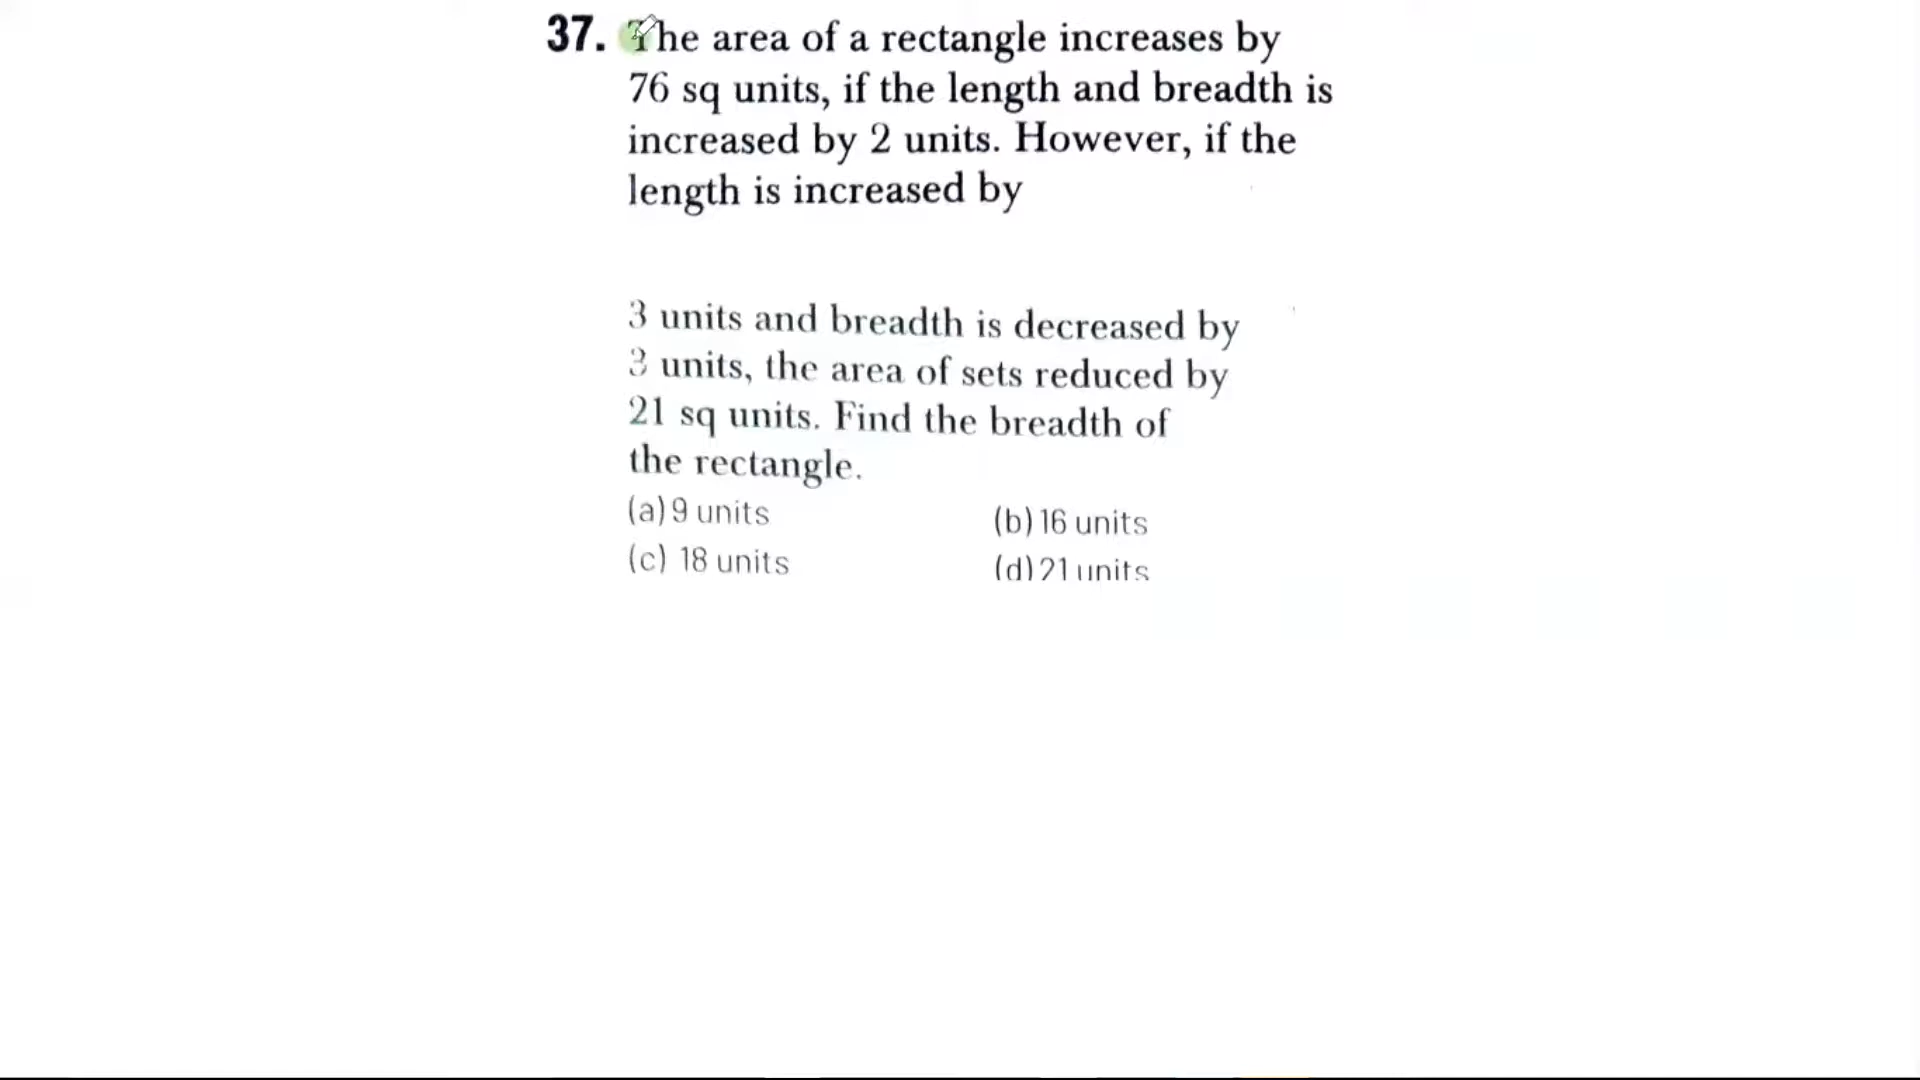 37. The area of a rectangle increases by
76 sq units, if the length and breadth is
increased by 2 units. However, if the
length is increased by
3 units and breadth is decreased by
3 units, the area of sets reduced by
21 sq units. Find the breadth of
the rectangle.
(a) 9 units (b) 16 units
(c) 18 units (d) 21 units